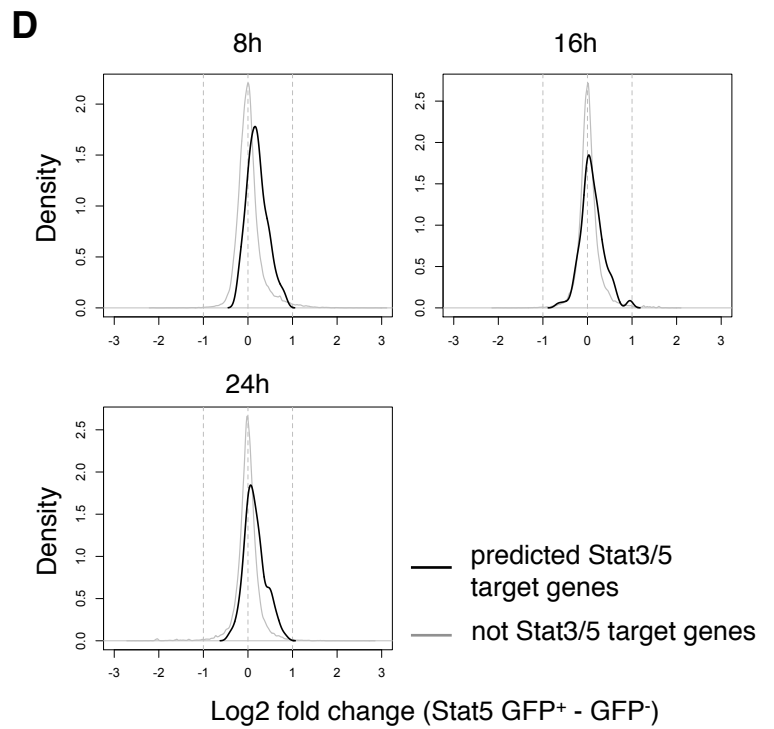 D
8h
16h
Density
2.0
1.5
1.0
0.5
0.0
-3 -2 -1 0 1 2 3
2.5
2.0
1.5
1.0
0.5
0.0
-3 -2 -1 0 1 2 3
24h
Density
2.5
2.0
1.5
1.0
0.5
0.0
-3 -2 -1 0 1 2 3
predicted Stat3/5
target genes
not Stat3/5 target genes
Log2 fold change (Stat5 GFP⁺ - GFP⁻)